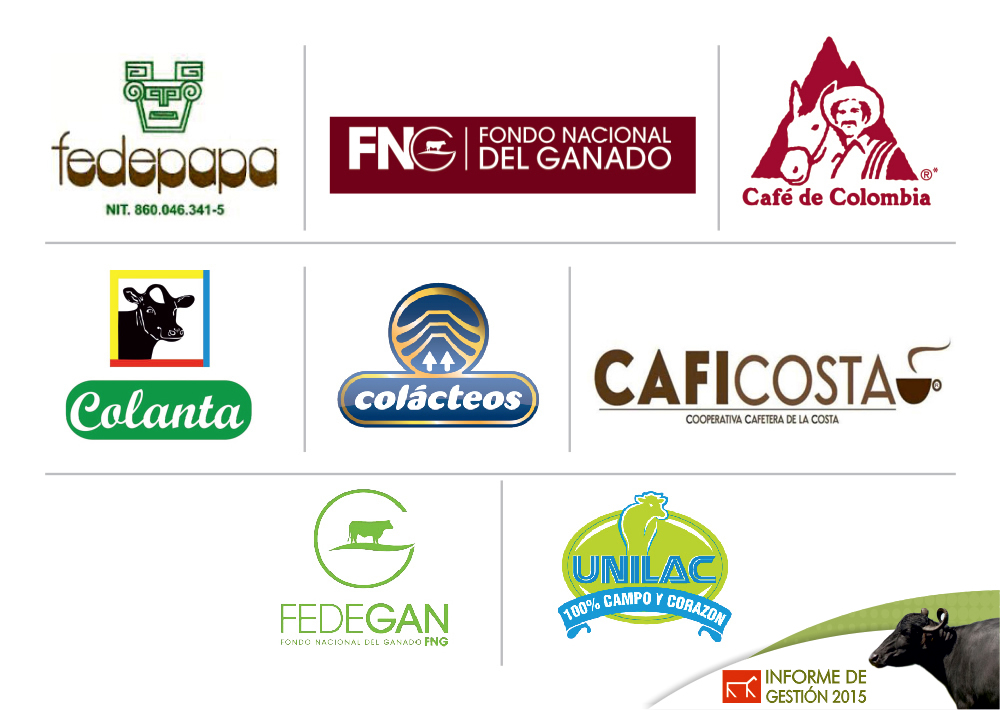 fedepapa
NIT. 860.046.341-5
FNG
FONDO NACIONAL
DEL GANADO
®*
Café de Colombia
Colanta
colácteos
CAFICOSTA
COOPERATIVA CAFETERA DE LA COSTA
FEDEGAN
FONDO NACIONAL DEL GANADO FNG
UNILAC
100% CAMPO Y CORAZON
INFORME DE
GESTIÓN 2015